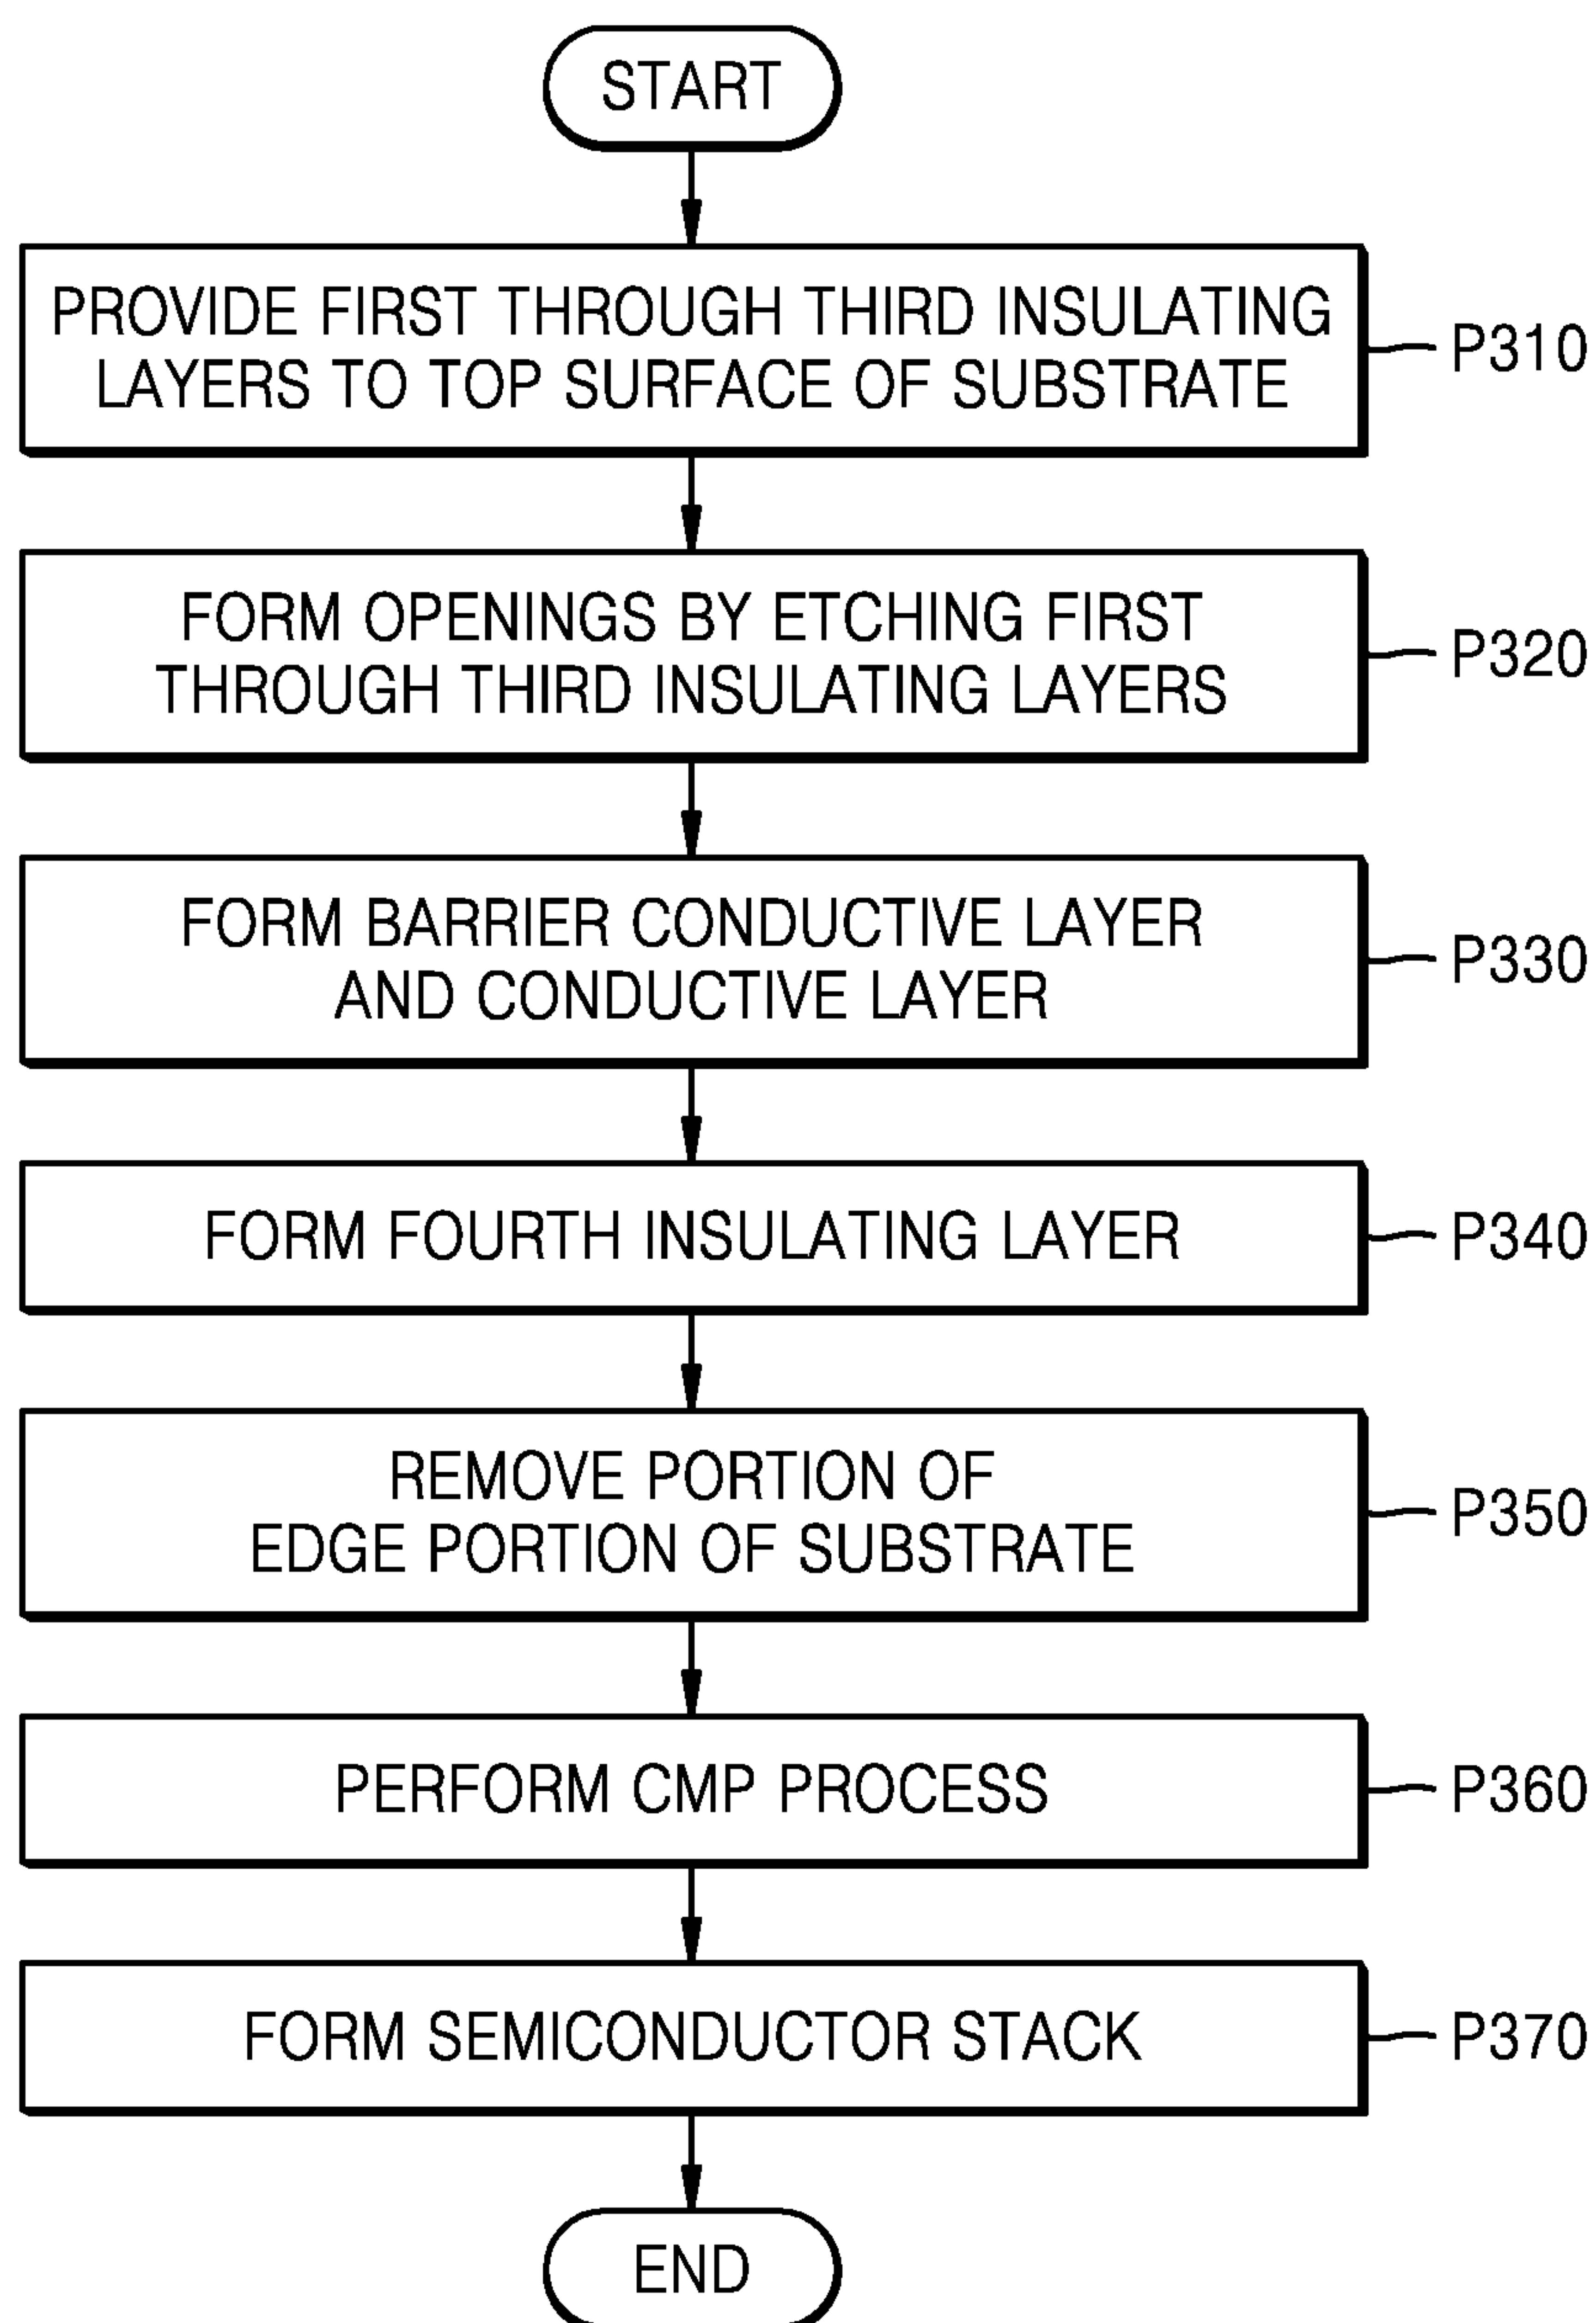 START
PROVIDE FIRST THROUGH THIRD INSULATING
LAYERS TO TOP SURFACE OF SUBSTRATE
P310
FORM OPENINGS BY ETCHING FIRST
THROUGH THIRD INSULATING LAYERS
P320
FORM BARRIER CONDUCTIVE LAYER
AND CONDUCTIVE LAYER
P330
FORM FOURTH INSULATING LAYER
P340
REMOVE PORTION OF
EDGE PORTION OF SUBSTRATE
P350
PERFORM CMP PROCESS
P360
FORM SEMICONDUCTOR STACK
P370
END